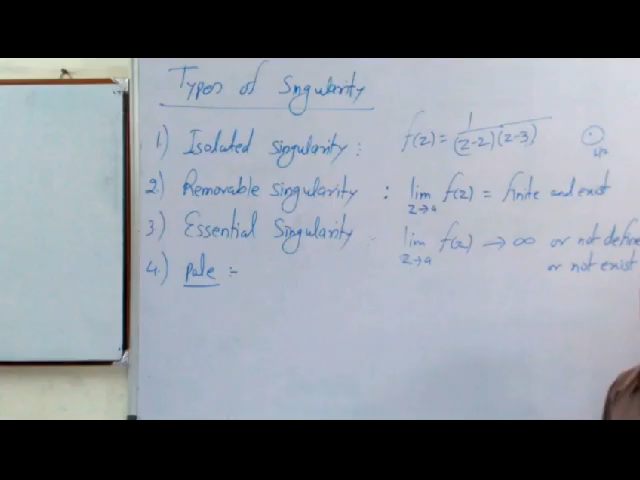 Types of Singularity
1) Isolated singularity : f(z) = 1/(z-2)(z-3)
2) Removable singularity : lim z→a f(z) = finite and exist
3) Essential Singularity lim z→a f(z) → ∞ or not define
or not exist
4.) pole :-